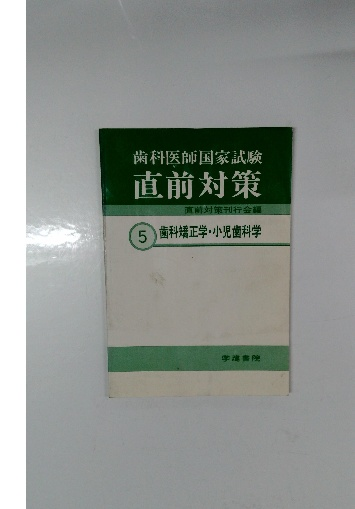 歯科医師国家試験
直前対策
直前対策刊行会編
5 歯科矯正学・小児歯科学
学建書院